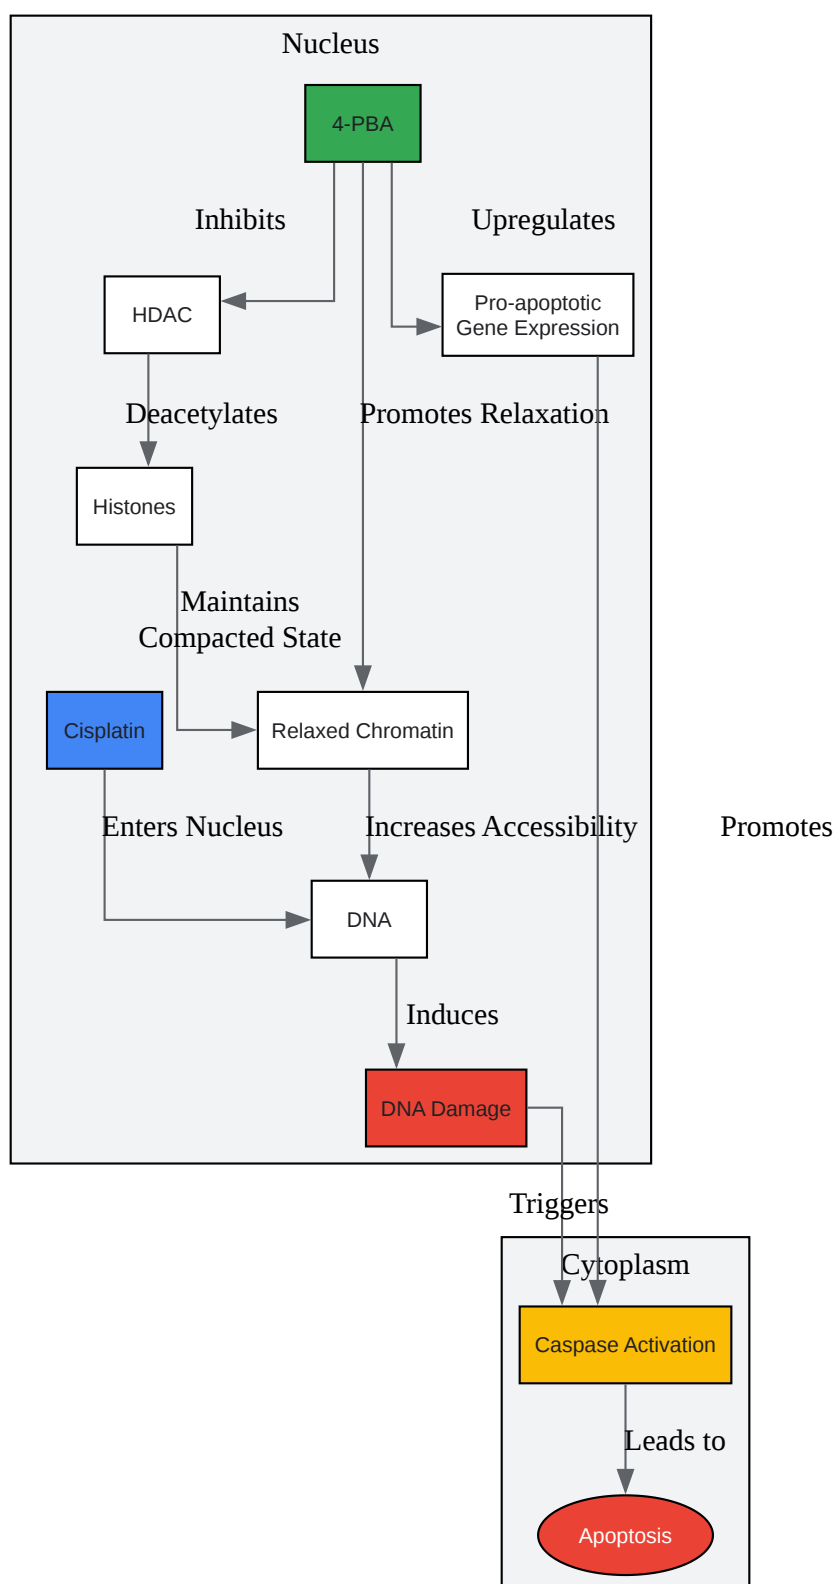 Nucleus
4-PBA
Inhibits
Upregulates
HDAC
Pro-apoptotic
Gene Expression
Deacetylates
Promotes Relaxation
Histones
Maintains
Compacted State
Cisplatin
Relaxed Chromatin
Enters Nucleus
Increases Accessibility
Promotes
DNA
Induces
DNA Damage
Triggers
Cytoplasm
Caspase Activation
Leads to
Apoptosis